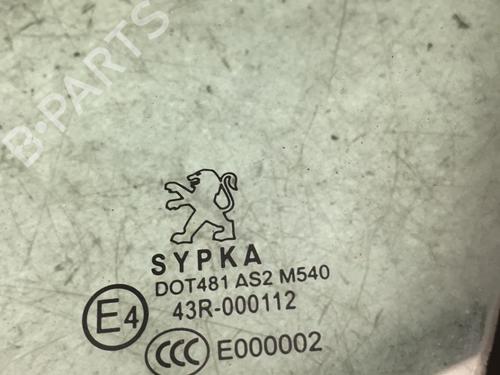 B-PARTS
SYPKA
DOT481 AS2 M540
E4 43R-000112
CCC E000002